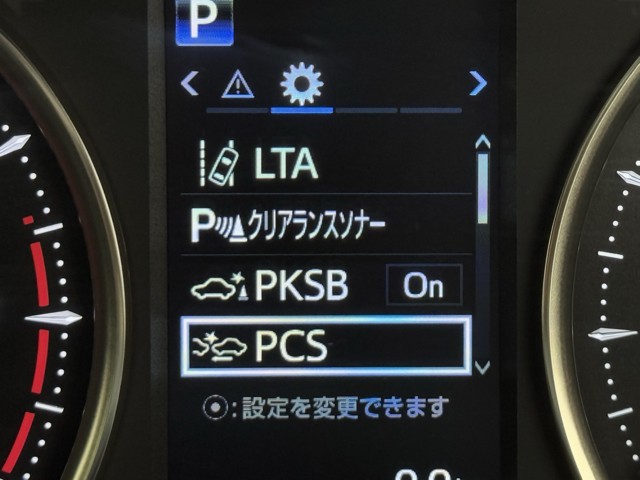 P
LTA
Pクリアランスソナー
PKSB On
PCS
:設定を変更できます